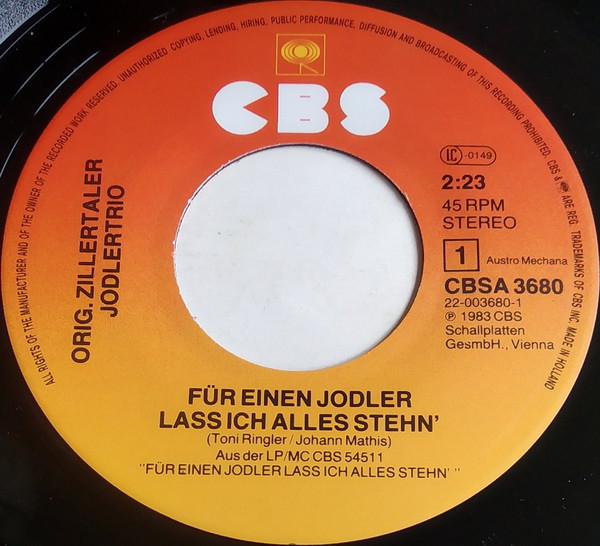 ALL RIGHTS OF THE MANUFACTURER AND OF THE OWNER OF THE RECORDED WORK RESERVED. UNAUTHORIZED COPYING, LENDING, HIRING, PUBLIC PERFORMANCE, DIFFUSION AND BROADCASTING OF THIS RECORDING PROHIBITED. CBS & ARE REG. TRADEMARKS OF CBS INC. MADE IN HOLLAND
CBS
ORIG. ZILLERTALER
JODLERTRIO
LC-0149
2:23
45 RPM
STEREO
1 Austro Mechana
CBSA 3680
22-003680-1
℗ 1983 CBS
Schallplatten
GesmbH., Vienna
FÜR EINEN JODLER
LASS ICH ALLES STEHN'
(Toni Ringler / Johann Mathis)
Aus der LP/MC CBS 54511
"FÜR EINEN JODLER LASS ICH ALLES STEHN' "